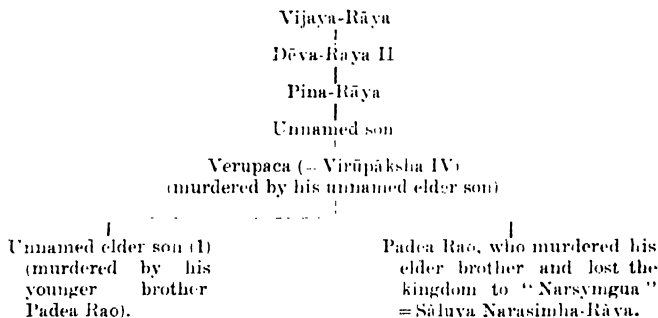 Vijaya-Rāya
Dēva-Raya II
Pina-Rāya
Unnamed son
Verupaca (= Virūpāksha IV)
(murdered by his unnamed elder son)
Unnamed elder son (1)
(murdered by his
younger brother
Padea Rao).
Padea Rao, who murdered his
elder brother and lost the
kingdom to "Narsymgua"
= Sāluva Narasimha-Rāya.